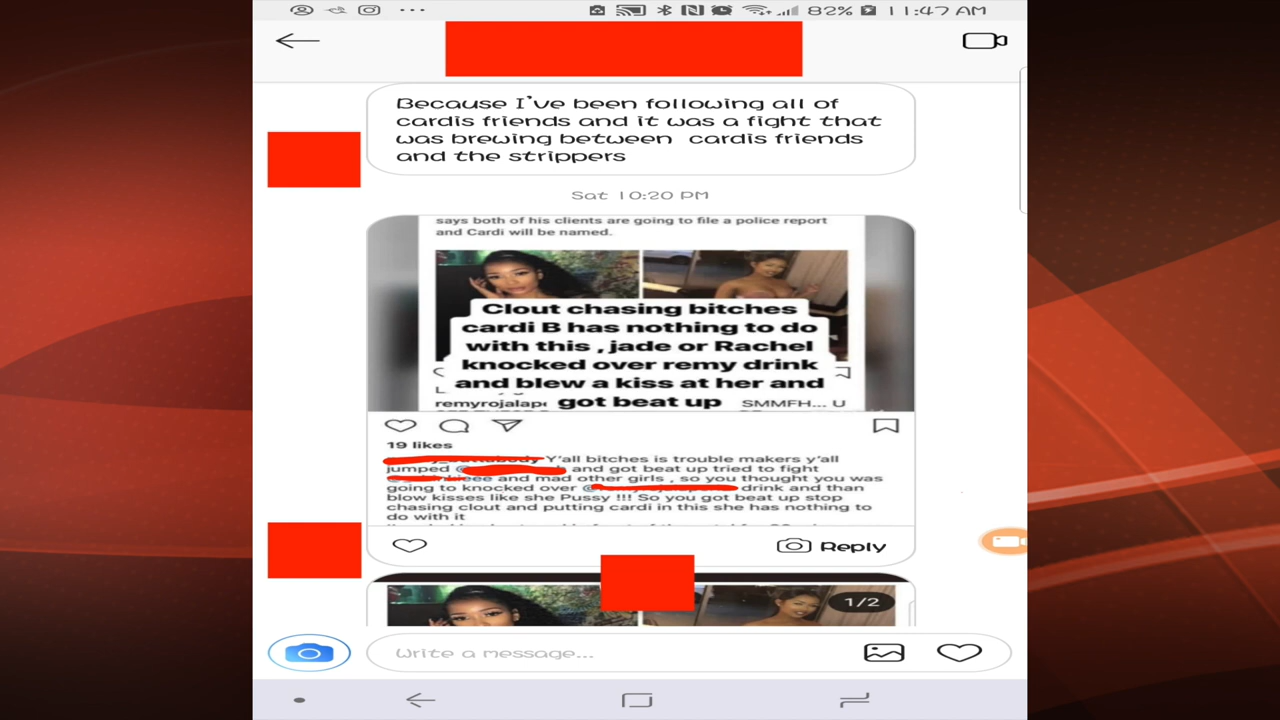 82% 11:47 AM
Because I've been following all of
cardis friends and it was a fight that
was brewing between cardis friends
and the strippers
Sat 10:20 PM
says both of his clients are going to file a police report
and Cardi will be named.
Clout chasing bitches
cardi B has nothing to do
with this , jade or Rachel
knocked over remy drink
and blew a kiss at her and
got beat up
remyrojalap SMMFH... U
19 likes
Y'all bitches is trouble makers y'all
jumped @ and got beat up tried to fight
and mad other girls , so you thought you was
going to knocked over @ drink and than
blow kisses like she Pussy !!! So you got beat up stop
chasing clout and putting cardi in this she has nothing to
do with it
Reply
1/2
Write a message...